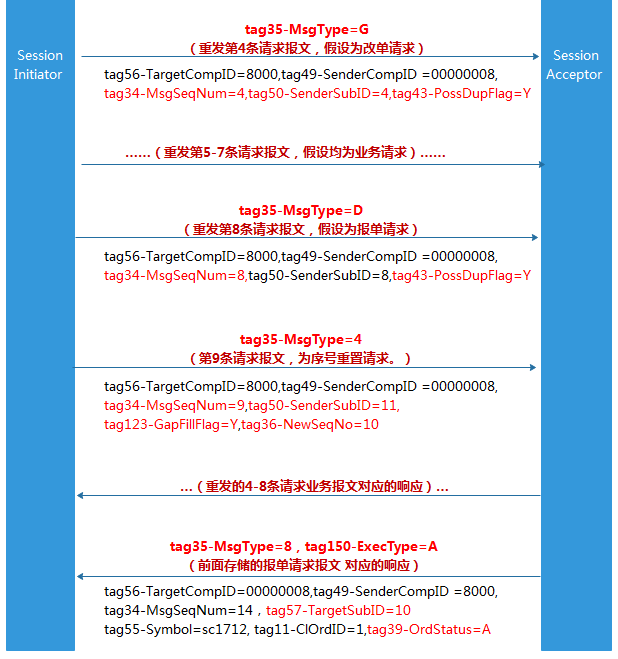 tag35-MsgType=G
（重发第4条请求报文，假设为改单请求）
Session
Initiator
Session
Acceptor
tag56-TargetCompID=8000,tag49-SenderCompID =00000008,
tag34-MsgSeqNum=4,tag50-SenderSubID=4,tag43-PossDupFlag=Y
……（重发第5-7条请求报文，假设均为业务请求）……
tag35-MsgType=D
（重发第8条请求报文，假设为报单请求）
tag56-TargetCompID=8000,tag49-SenderCompID =00000008,
tag34-MsgSeqNum=8,tag50-SenderSubID=8,tag43-PossDupFlag=Y
tag35-MsgType=4
（第9条请求报文，为序号重置请求。）
tag56-TargetCompID=8000,tag49-SenderCompID =00000008,
tag34-MsgSeqNum=9,tag50-SenderSubID=11,
tag123-GapFillFlag=Y,tag36-NewSeqNo=10
…（重发的4-8条请求业务报文对应的响应）…
tag35-MsgType=8，tag150-ExecType=A
（前面存储的报单请求报文 对应的响应）
tag56-TargetCompID=00000008,tag49-SenderCompID =8000,
tag34-MsgSeqNum=14，tag57-TargetSubID=10
tag55-Symbol=sc1712, tag11-ClOrdID=1,tag39-OrdStatus=A